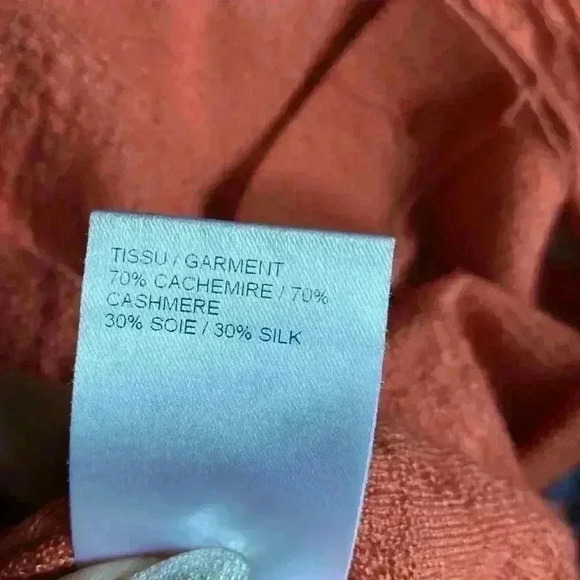 TISSU / GARMENT
70% CACHEMIRE / 70%
CASHMERE
30% SOIE / 30% SILK